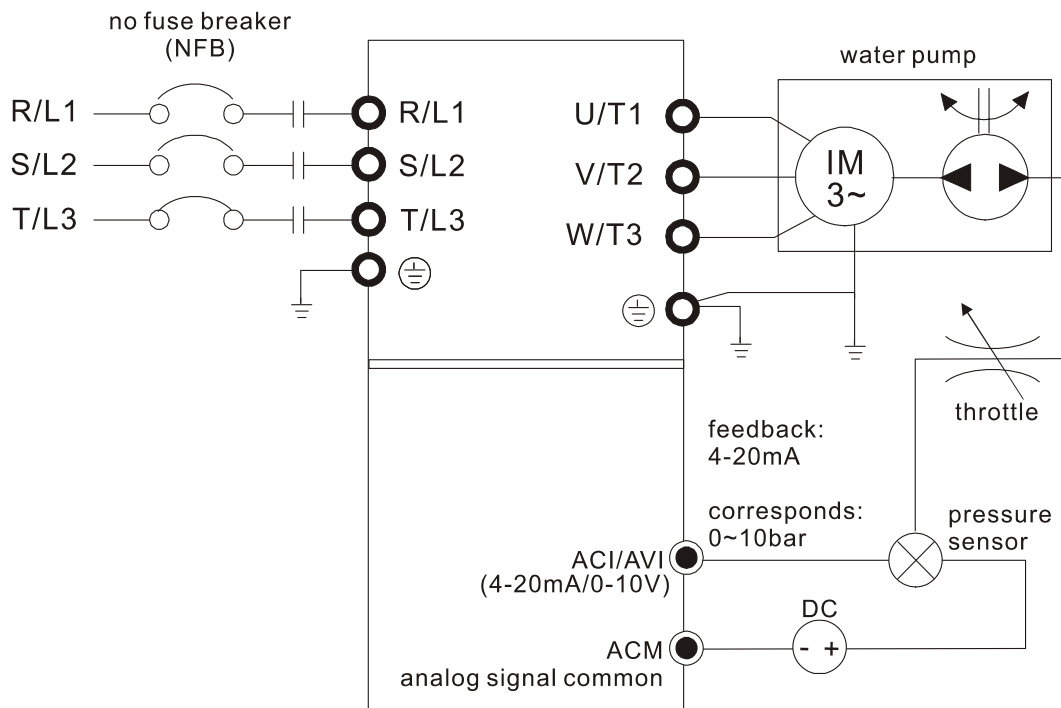 no fuse breaker
(NFB)
R/L1
S/L2
T/L3
R/L1
S/L2
T/L3
U/T1
V/T2
W/T3
water pump
IM
3~
throttle
feedback:
4-20mA
corresponds:
0~10bar
pressure
sensor
ACI/AVI
(4-20mA/0-10V)
DC
- +
ACM
analog signal common